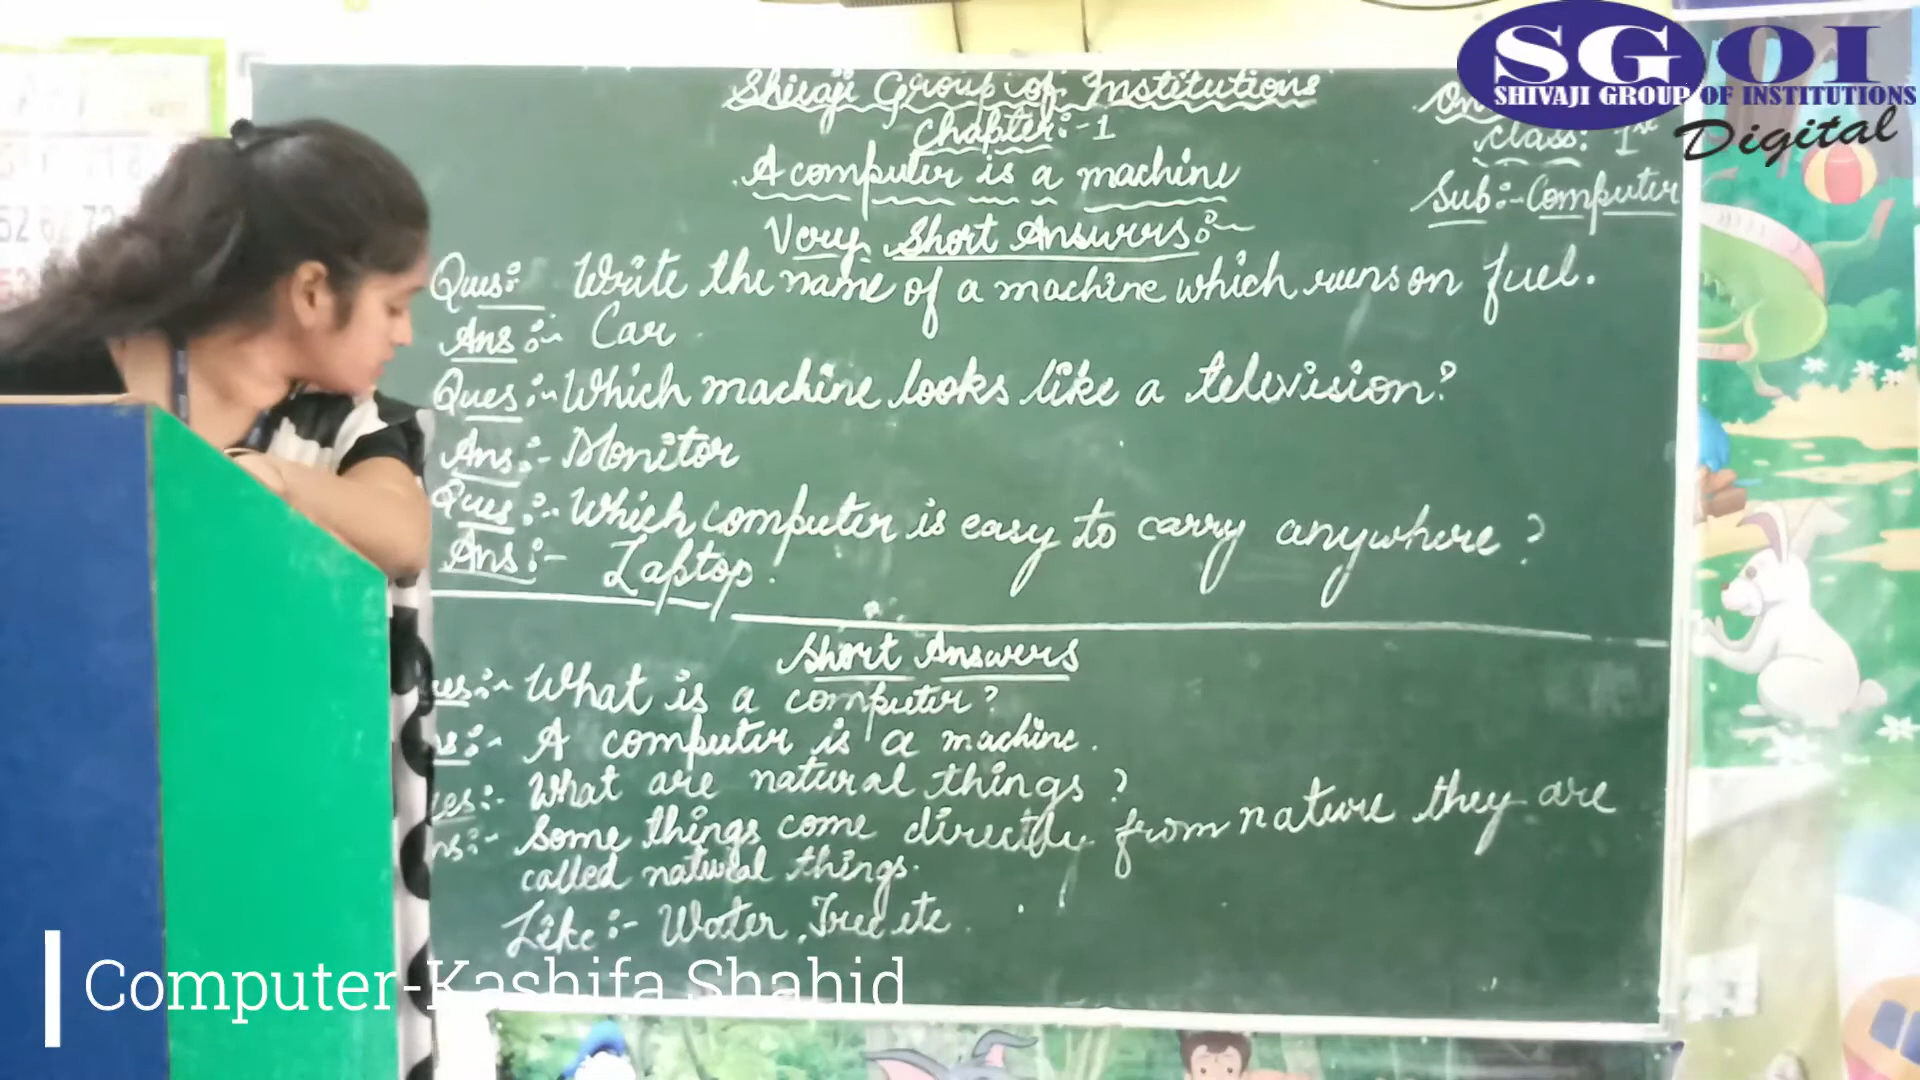 SGOI
SHIVAJI GROUP OF INSTITUTIONS
Digital
Shivaji Group of Institutions
Chapter:-1
class: 1st
A computer is a machine
Sub:-Computer
Very Short Answers:-
Ques:- Write the name of a machine which runs on fuel.
Ans:- Car
Ques:- Which machine looks like a television?
Ans:- Monitor
Ques:- Which computer is easy to carry anywhere?
Ans:- Laptop.
Short Answers
ues:- What is a computer?
ns:- A computer is a machine.
ues:- What are natural things?
ns:- Some things come directly from nature they are
called natural things.
Like:- Water, Tree etc.
Computer-Kashifa Shahid